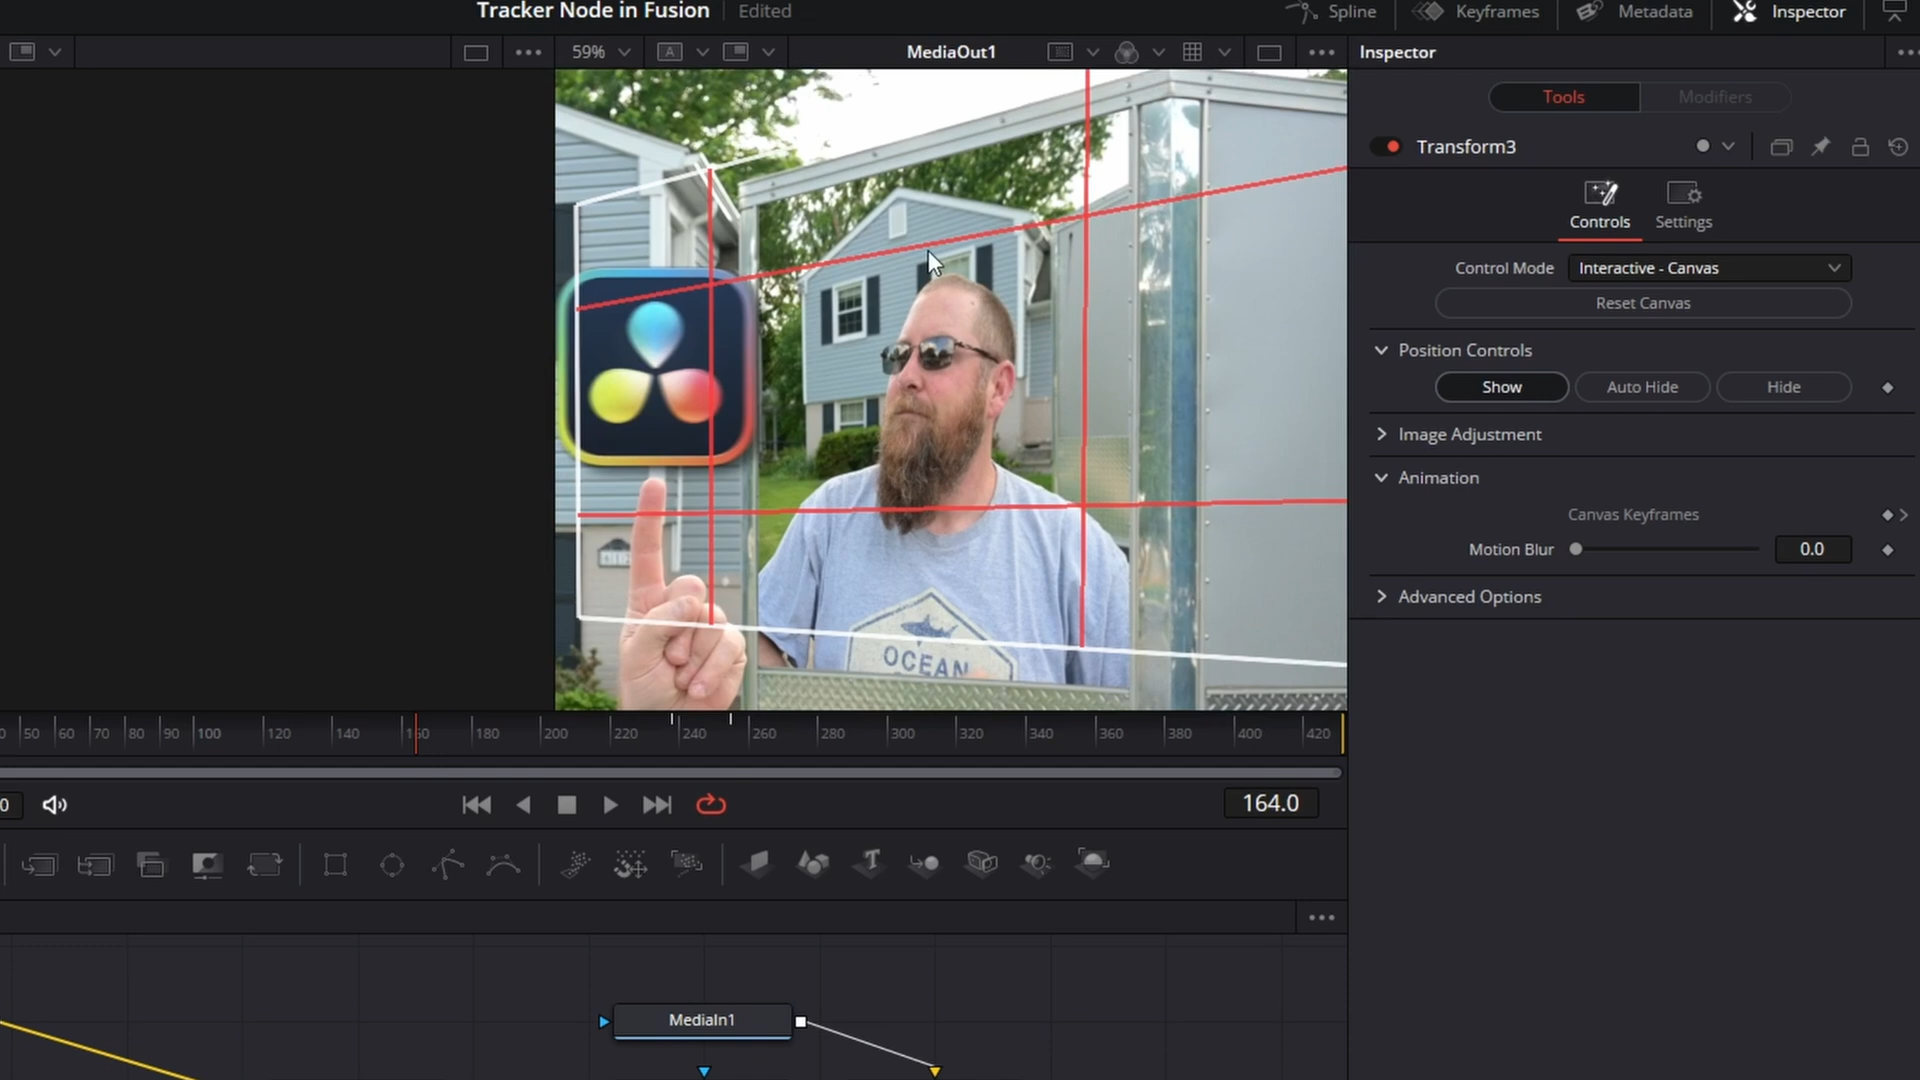 Tracker Node in Fusion Edited
Spline
Keyframes
Metadata
Inspector
59%
A
MediaOut1
Inspector
Tools
Modifiers
Transform3
Controls
Settings
Control Mode
Interactive - Canvas
Reset Canvas
Position Controls
Show
Auto Hide
Hide
Image Adjustment
Animation
Canvas Keyframes
Motion Blur
0.0
Advanced Options
OCEAN
0 50 60 70 80 90 100 120 140 160 180 200 220 240 260 280 300 320 340 360 380 400 420
0
164.0
T
MediaIn1